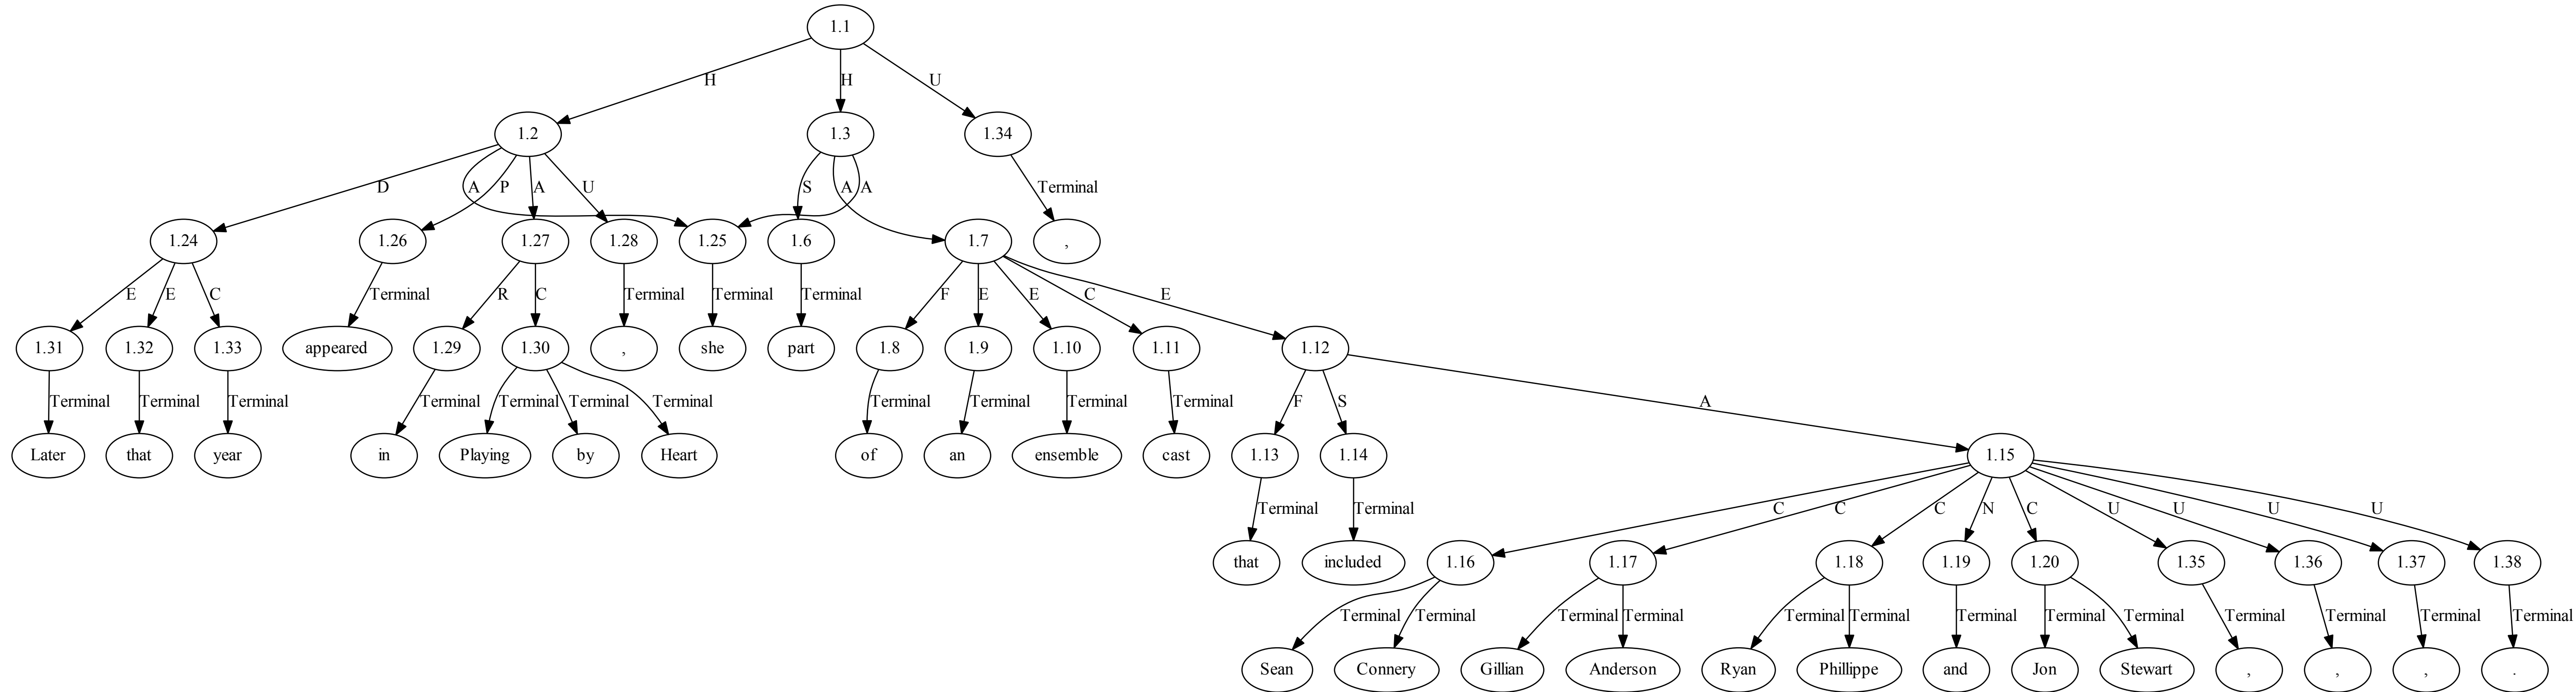 1.1
H H U
1.2 1.3 1.34
D A P A U S A A Terminal
1.24 1.26 1.27 1.28 1.25 1.6 1.7 ,
E E C Terminal R C Terminal Terminal Terminal F E E C E
1.31 1.32 1.33 appeared 1.29 1.30 , she part 1.8 1.9 1.10 1.11 1.12
Terminal Terminal Terminal Terminal Terminal Terminal Terminal Terminal Terminal Terminal Terminal F S A
Later that year in Playing by Heart of an ensemble cast 1.13 1.14 1.15
Terminal Terminal C C C N C U U U U
that included 1.16 1.17 1.18 1.19 1.20 1.35 1.36 1.37 1.38
Terminal Terminal Terminal Terminal Terminal Terminal Terminal Terminal Terminal Terminal Terminal Terminal Terminal
Sean Connery Gillian Anderson Ryan Phillippe and Jon Stewart , , , .